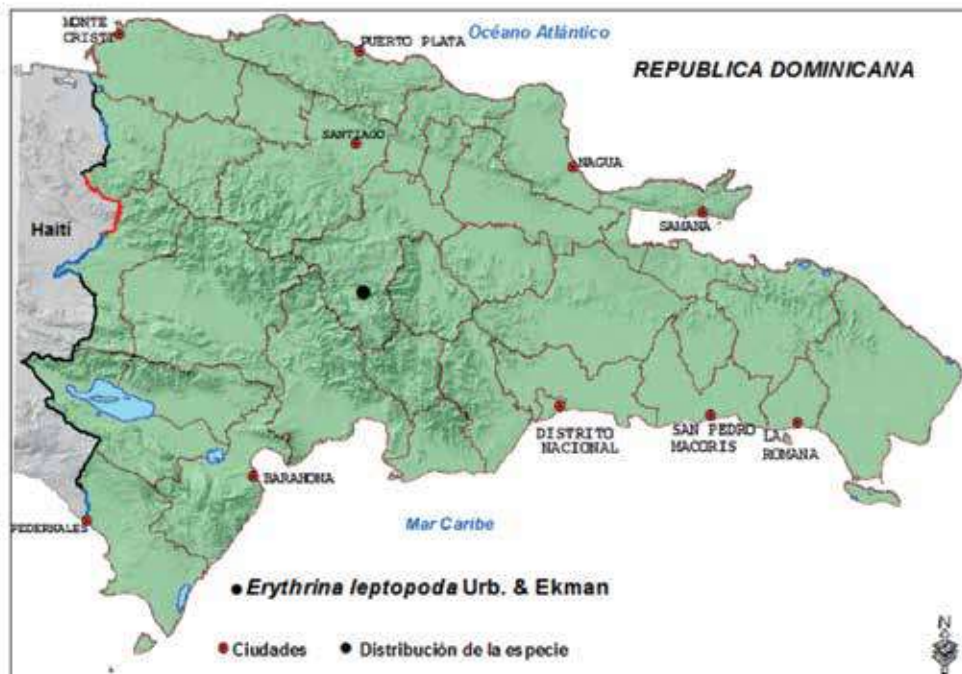 MONTE
CRISTI
PUERTO PLATA
Océano Atlántico
REPUBLICA DOMINICANA
SANTIAGO
NAGUA
SAMANA
Haití
DISTRITO
NACIONAL
SAN PEDRO
MACORIS
LA
ROMANA
BARAHONA
PEDERNALES
Mar Caribe
Erythrina leptopoda Urb. & Ekman
Ciudades
Distribución de la especie
N